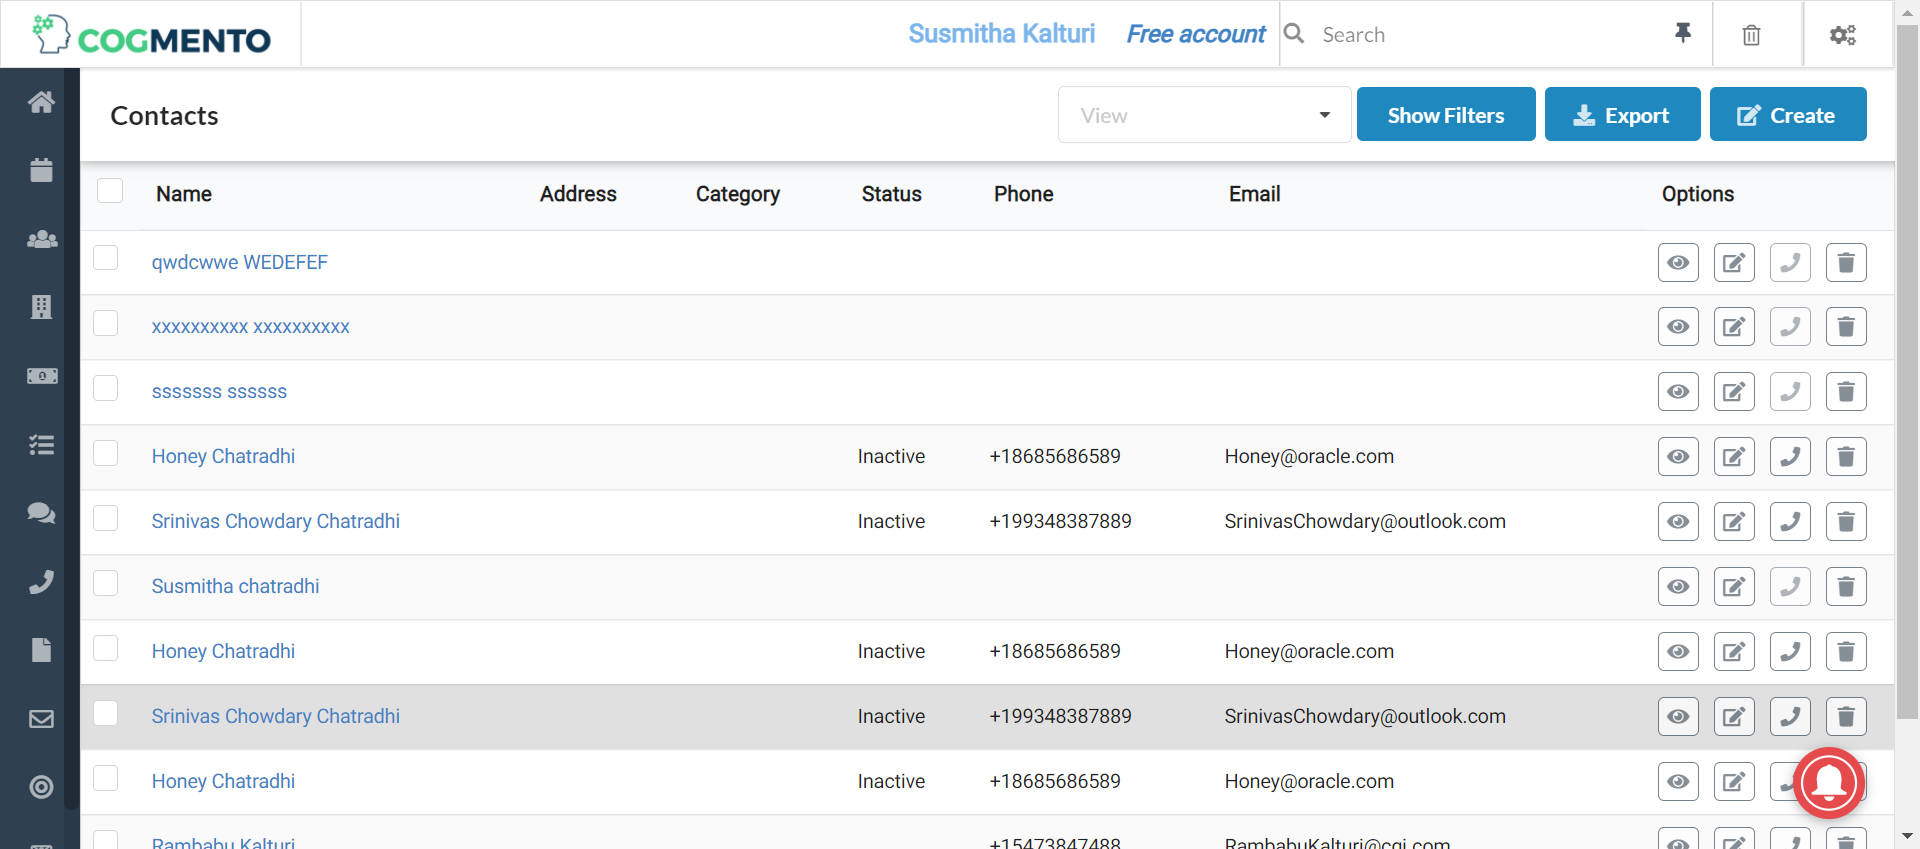 COGMENTO
Susmitha Kalturi Free account Search
Contacts View Show Filters Export Create
Name Address Category Status Phone Email Options
qwdcwwe WEDEFEF
xxxxxxxxxx xxxxxxxxxx
sssssss ssssss
Honey Chatradhi Inactive +18685686589 Honey@oracle.com
Srinivas Chowdary Chatradhi Inactive +199348387889 SrinivasChowdary@outlook.com
Susmitha chatradhi
Honey Chatradhi Inactive +18685686589 Honey@oracle.com
Srinivas Chowdary Chatradhi Inactive +199348387889 SrinivasChowdary@outlook.com
Honey Chatradhi Inactive +18685686589 Honey@oracle.com
Rambabu Kalturi +15473847488 RambabuKalturi@cgi.com